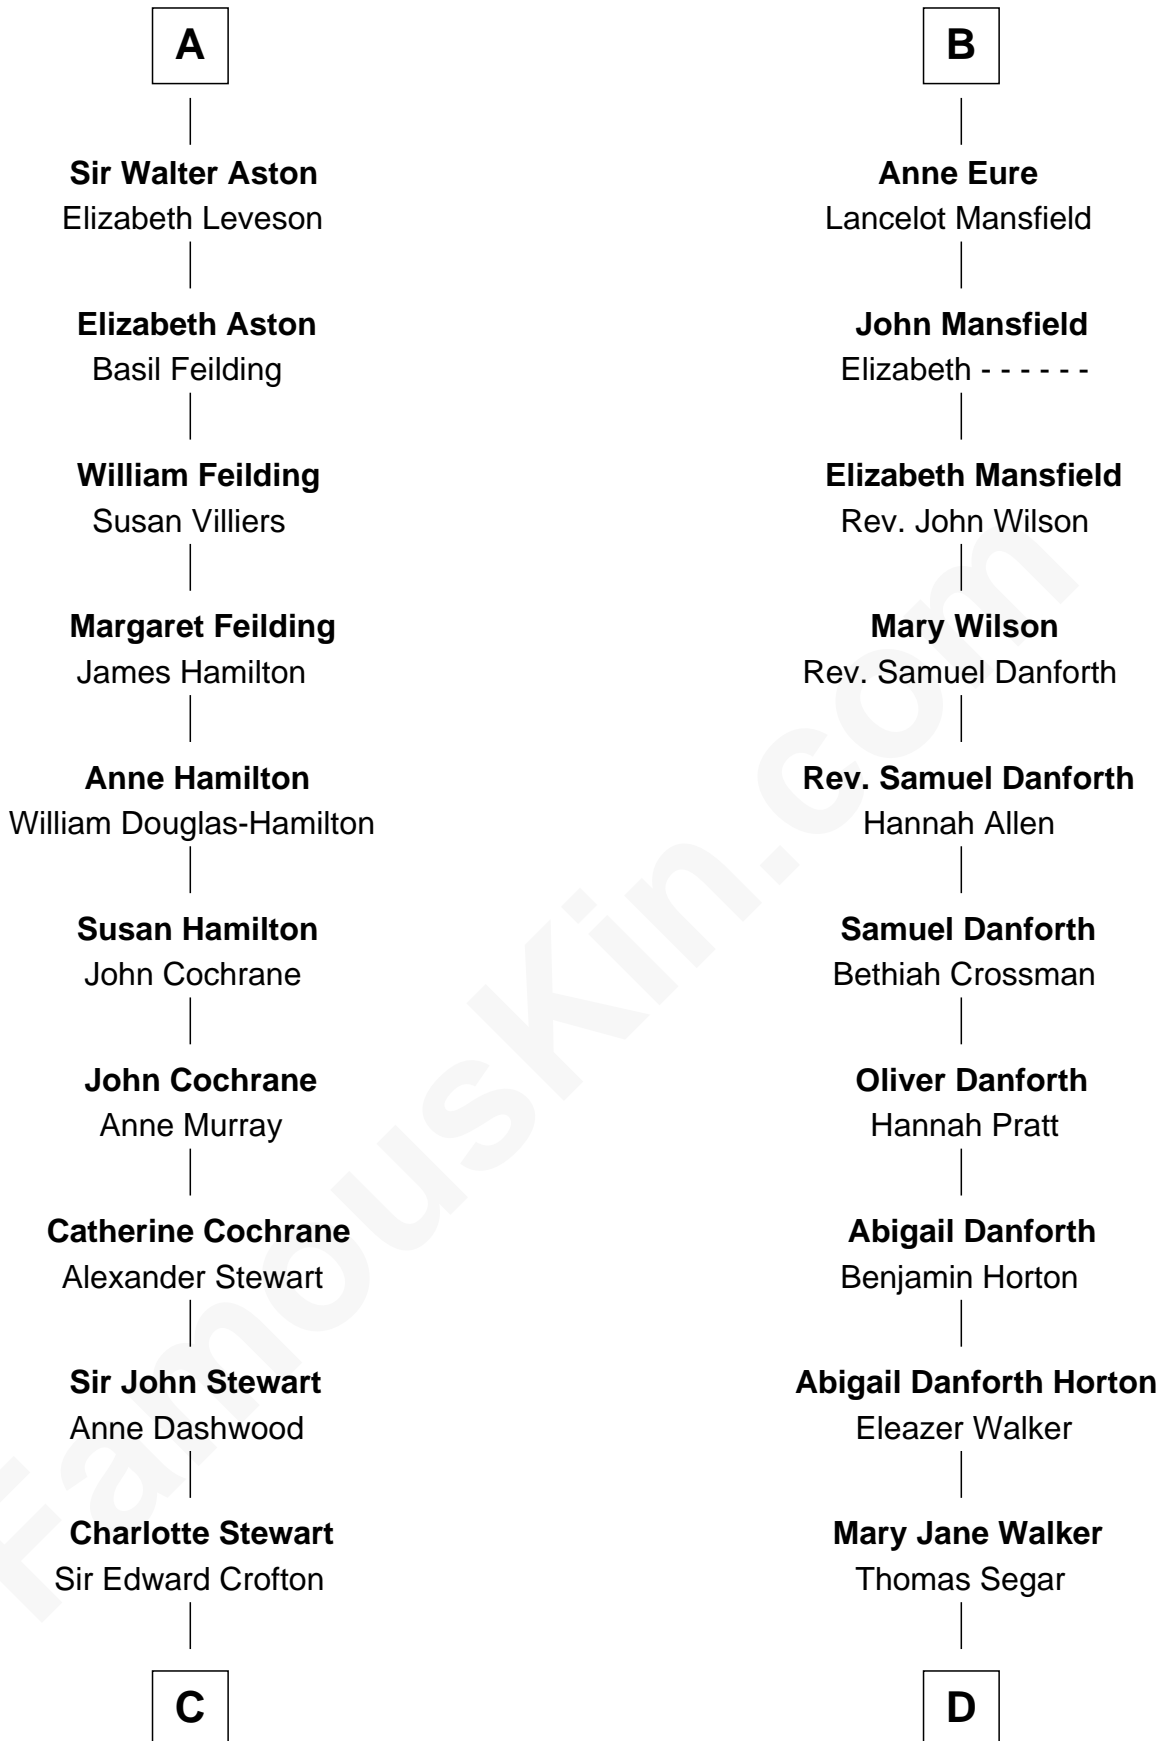 A
Sir Walter Aston
Elizabeth Leveson
Elizabeth Aston
Basil Feilding
William Feilding
Susan Villiers
Margaret Feilding
James Hamilton
Anne Hamilton
William Douglas-Hamilton
Susan Hamilton
John Cochrane
John Cochrane
Anne Murray
Catherine Cochrane
Alexander Stewart
Sir John Stewart
Anne Dashwood
Charlotte Stewart
Sir Edward Crofton
C
B
Anne Eure
Lancelot Mansfield
John Mansfield
Elizabeth - - - - - -
Elizabeth Mansfield
Rev. John Wilson
Mary Wilson
Rev. Samuel Danforth
Rev. Samuel Danforth
Hannah Allen
Samuel Danforth
Bethiah Crossman
Oliver Danforth
Hannah Pratt
Abigail Danforth
Benjamin Horton
Abigail Danforth Horton
Eleazer Walker
Mary Jane Walker
Thomas Segar
D
FamousKin.com